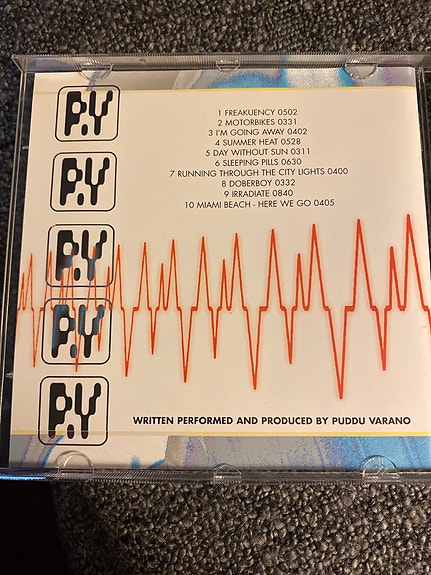 P.Y
P.Y
P.Y
P.Y
P.Y
1 FREAKUENCY 0502
2 MOTORBIKES 0331
3 I'M GOING AWAY 0402
4 SUMMER HEAT 0528
5 DAY WITHOUT SUN 0311
6 SLEEPING PILLS 0630
7 RUNNING THROUGH THE CITY LIGHTS 0400
8 DOBERBOY 0332
9 IRRADIATE 0840
10 MIAMI BEACH - HERE WE GO 0405
WRITTEN PERFORMED AND PRODUCED BY PUDDU VARANO